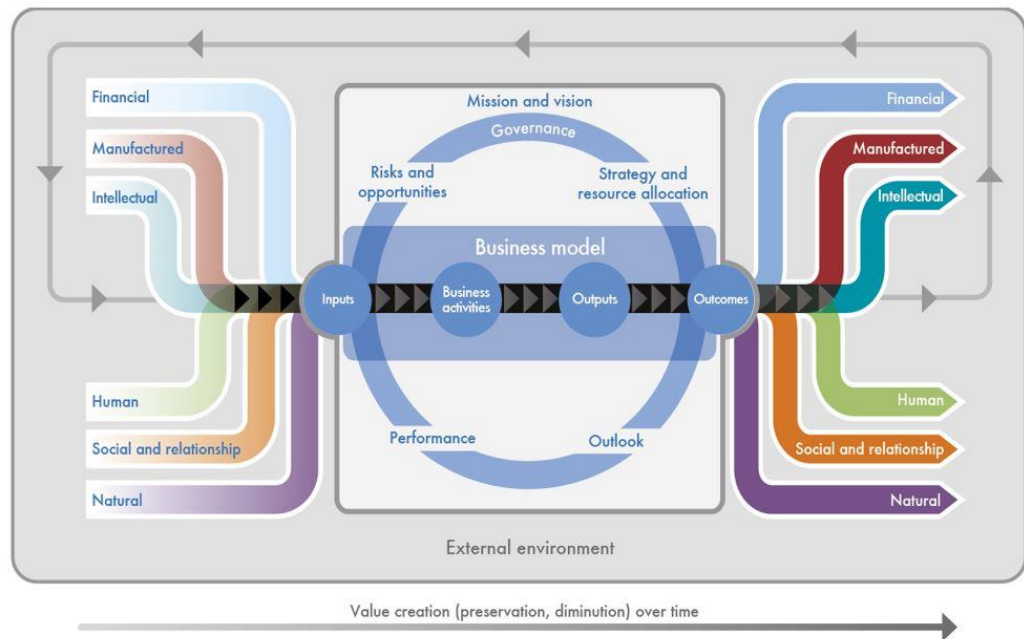 Financial
Manufactured
Intellectual
Human
Social and relationship
Natural
Mission and vision
Governance
Risks and
opportunities
Strategy and
resource allocation
Business model
Inputs
Business
activities
Outputs
Outcomes
Performance
Outlook
Financial
Manufactured
Intellectual
Human
Social and relationship
Natural
External environment
Value creation (preservation, diminution) over time